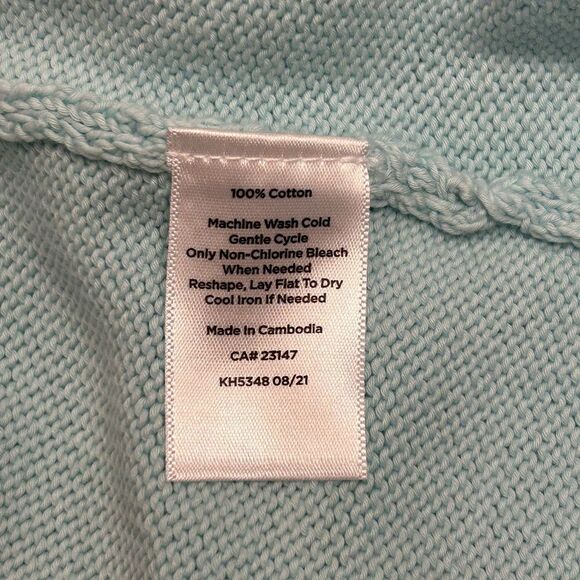 100% Cotton
Machine Wash Cold
Gentle Cycle
Only Non-Chlorine Bleach
When Needed
Reshape, Lay Flat To Dry
Cool Iron If Needed
Made In Cambodia
CA# 23147
KH5348 08/21